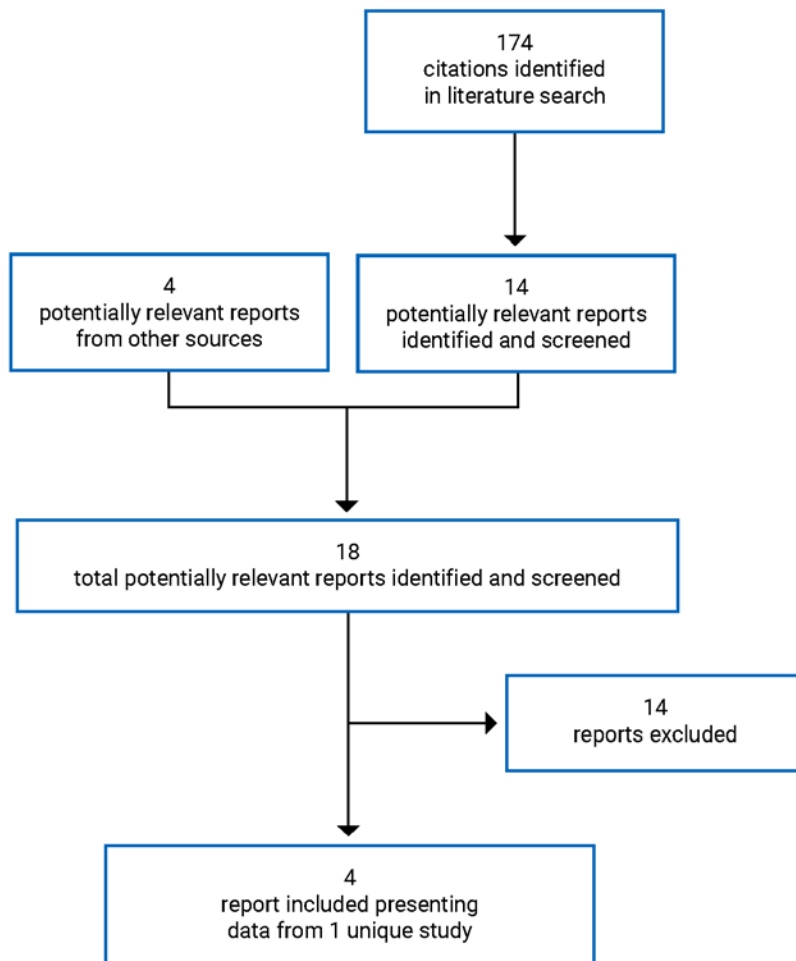 174
citations identified
in literature search
4
potentially relevant reports
from other sources
14
potentially relevant reports
identified and screened
18
total potentially relevant reports identified and screened
14
reports excluded
4
report included presenting
data from 1 unique study